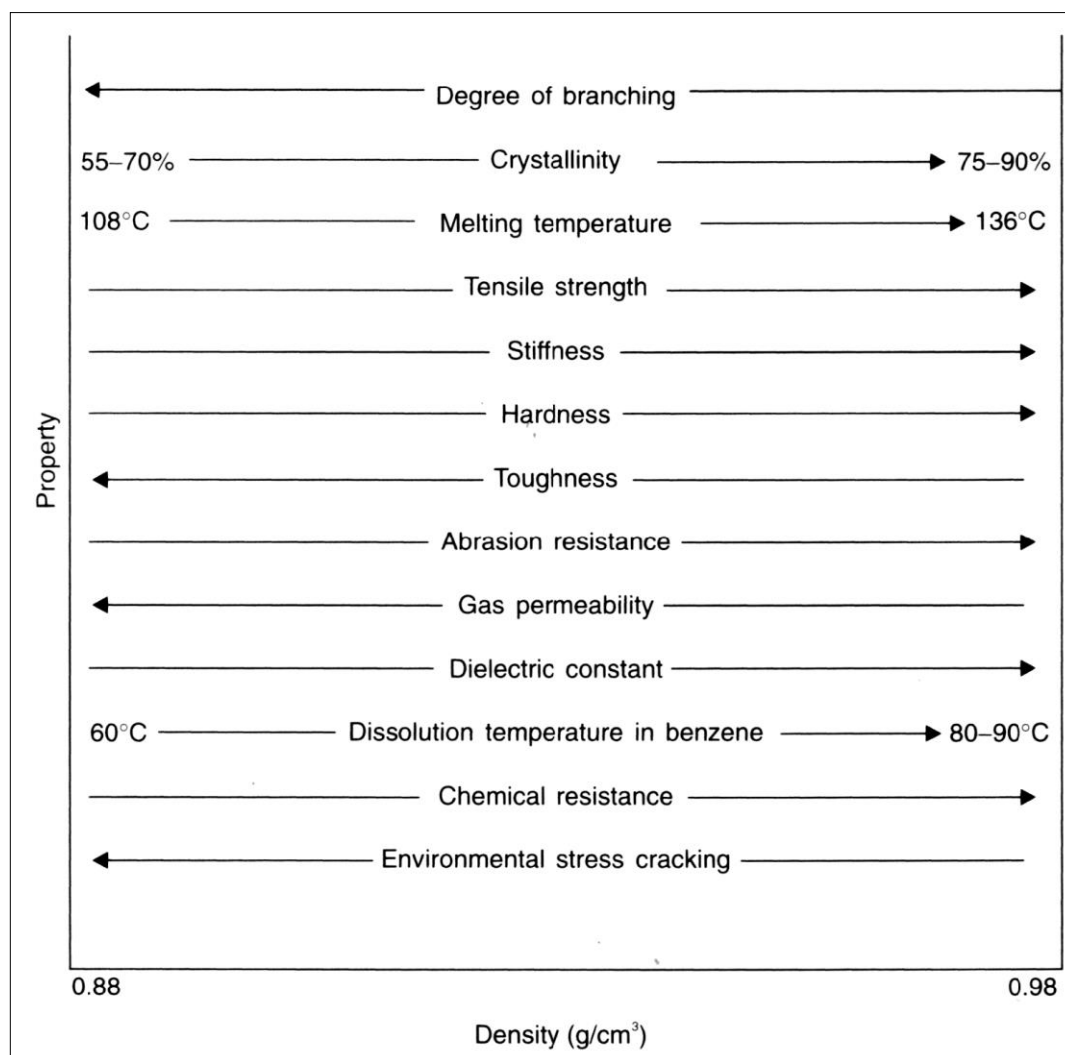 Degree of branching
55–70% Crystallinity 75–90%
108°C Melting temperature 136°C
Tensile strength
Stiffness
Hardness
Toughness
Abrasion resistance
Gas permeability
Dielectric constant
60°C Dissolution temperature in benzene 80–90°C
Chemical resistance
Environmental stress cracking
Property
0.88 0.98
Density (g/cm³)